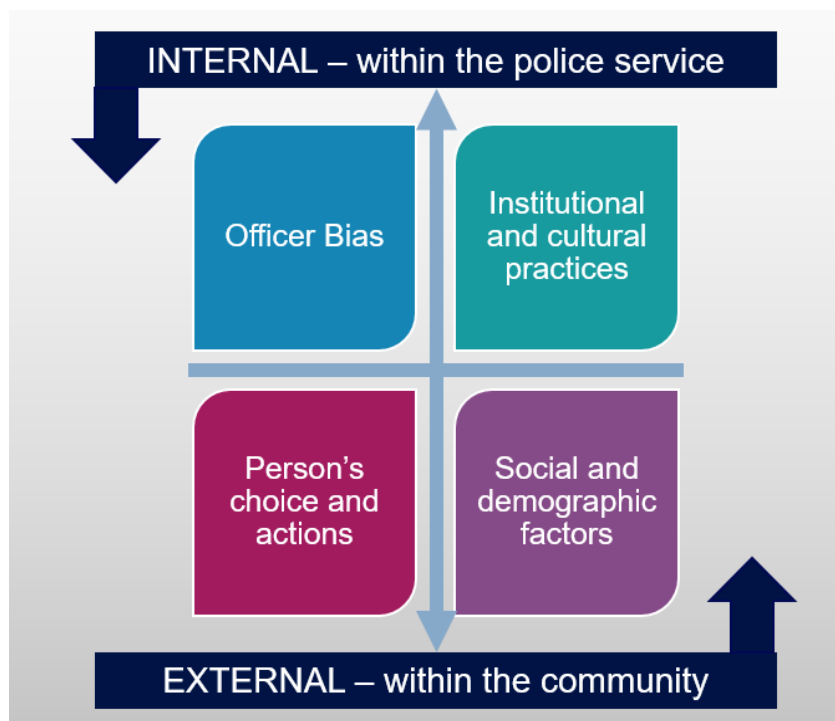 INTERNAL – within the police service
Officer Bias
Institutional
and cultural
practices
Person’s
choice and
actions
Social and
demographic
factors
EXTERNAL – within the community